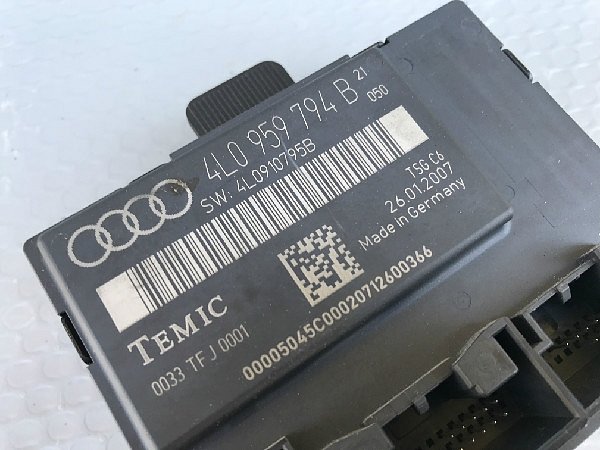 4L0 959 794 B 21
050
SW: 4L0910795B
TSG C6
26.01.2007
Made in Germany
TEMIC
0033 TFJ 0001
00005045C00020712600366